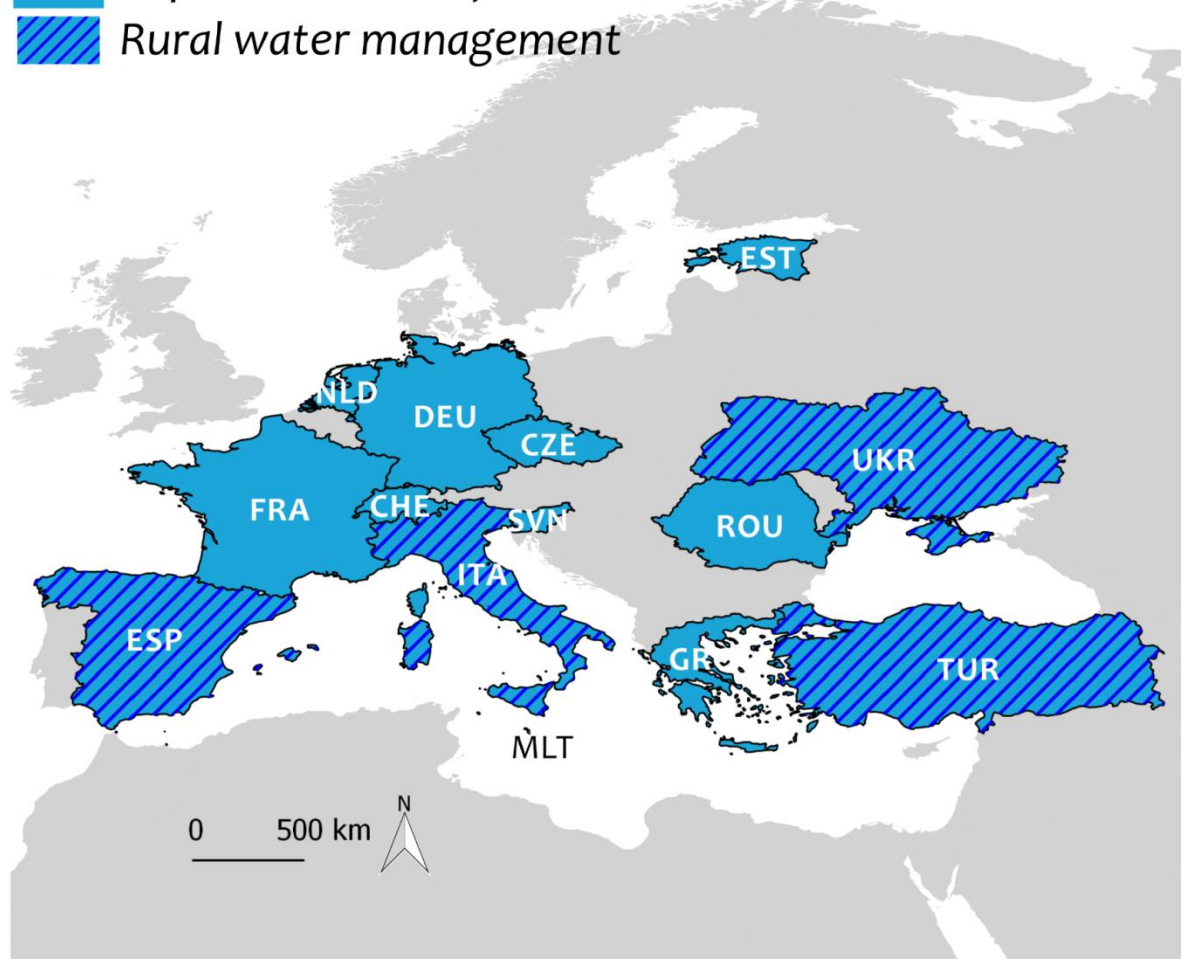 Rural water management
EST
NLD
DEU
CZE
UKR
FRA
CHE
SVN
ROU
ITA
ESP
GR
TUR
MLT
N
0 500 km